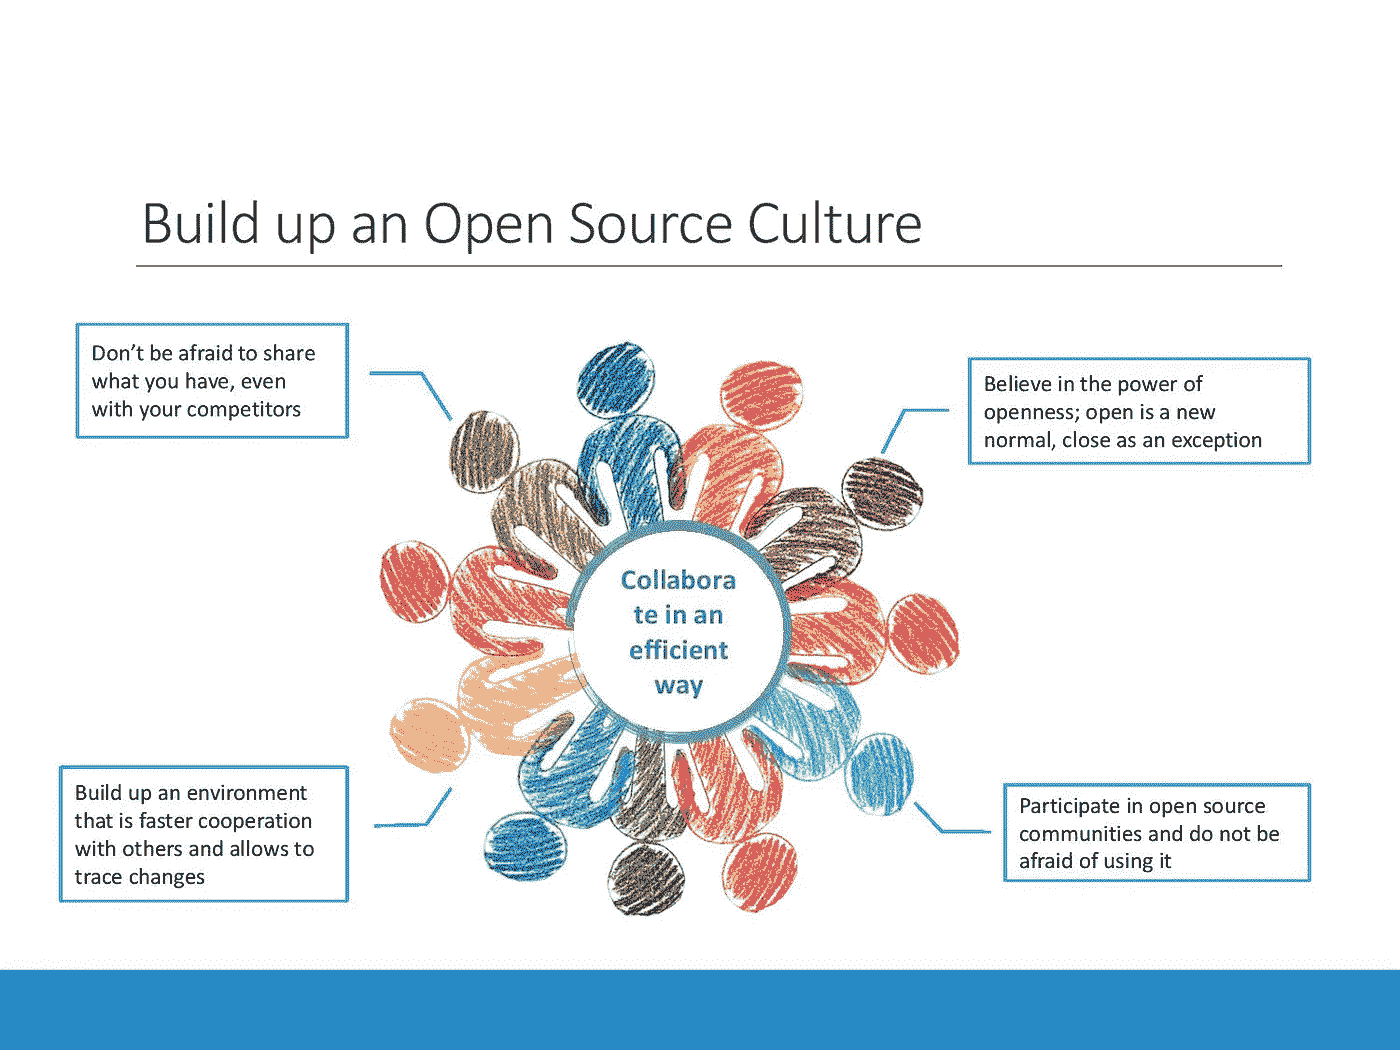 Build up an Open Source Culture
Don’t be afraid to share
what you have, even
with your competitors
Believe in the power of
openness; open is a new
normal, close as an exception
Collabora
te in an
efficient
way
Build up an environment
that is faster cooperation
with others and allows to
trace changes
Participate in open source
communities and do not be
afraid of using it